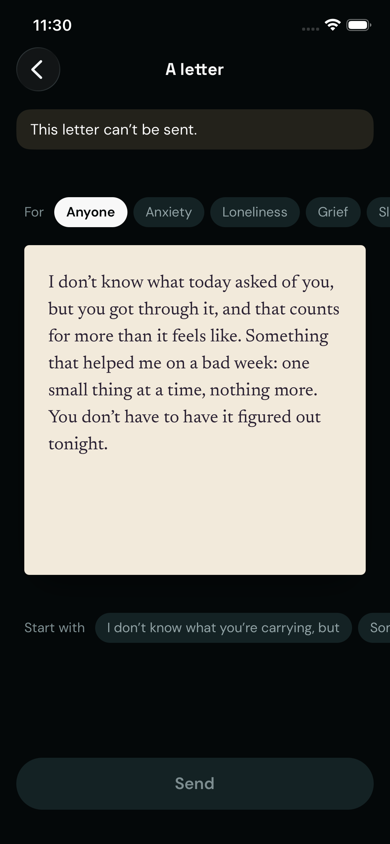 11:30
A letter
This letter can’t be sent.
For Anyone Anxiety Loneliness Grief
I don’t know what today asked of you,
but you got through it, and that counts
for more than it feels like. Something
that helped me on a bad week: one
small thing at a time, nothing more.
You don’t have to have it figured out
tonight.
Start with I don’t know what you’re carrying, but
Send